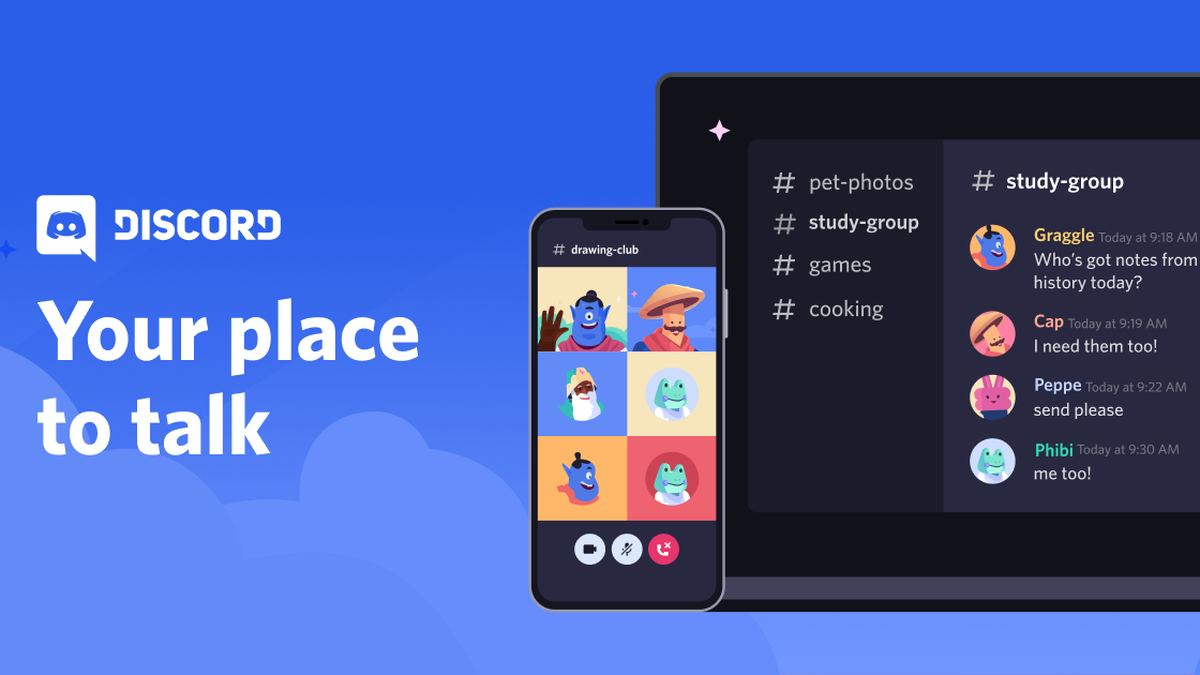 DISCORD
Your place
to talk
# drawing-club
# pet-photos
# study-group
# games
# cooking
# study-group
Graggle Today at 9:18 AM
Who's got notes from
history today?
Cap Today at 9:19 AM
I need them too!
Peppe Today at 9:22 AM
send please
Phibi Today at 9:30 AM
me too!